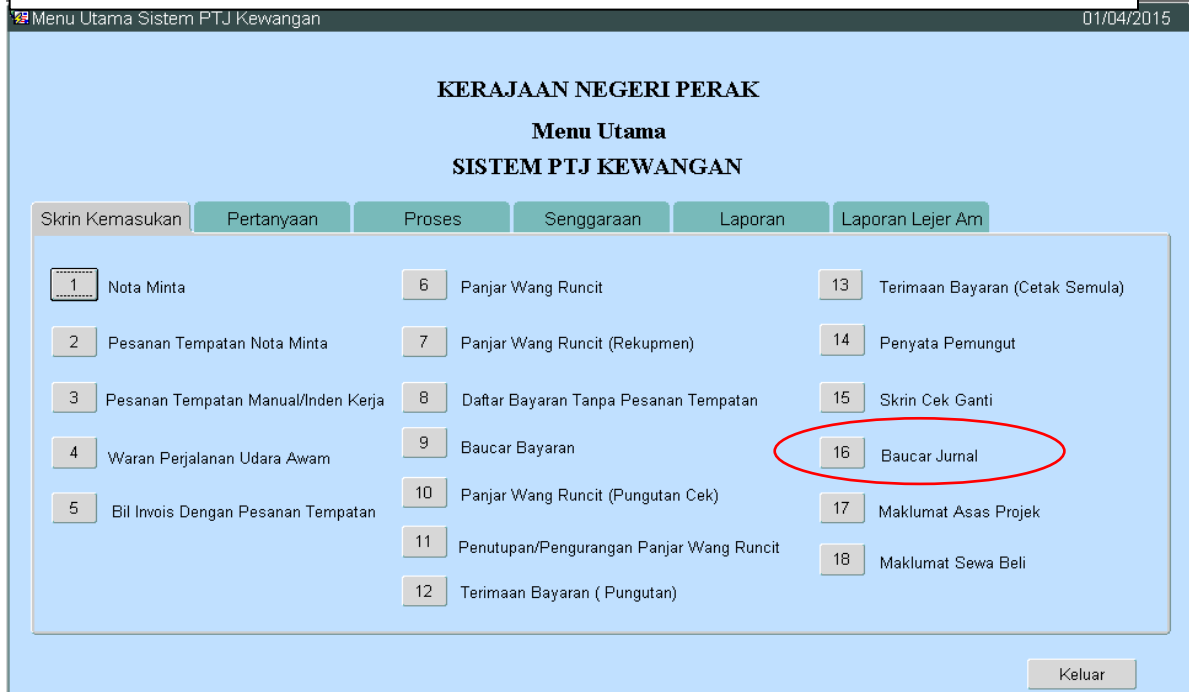 Menu Utama Sistem PTJ Kewangan 01/04/2015
KERAJAAN NEGERI PERAK
Menu Utama
SISTEM PTJ KEWANGAN
Skrin Kemasukan Pertanyaan Proses Senggaraan Laporan Laporan Lejer Am
1 Nota Minta
2 Pesanan Tempatan Nota Minta
3 Pesanan Tempatan Manual/Inden Kerja
4 Waran Perjalanan Udara Awam
5 Bil Invois Dengan Pesanan Tempatan
6 Panjar Wang Runcit
7 Panjar Wang Runcit (Rekupmen)
8 Daftar Bayaran Tanpa Pesanan Tempatan
9 Baucar Bayaran
10 Panjar Wang Runcit (Pungutan Cek)
11 Penutupan/Pengurangan Panjar Wang Runcit
12 Terimaan Bayaran ( Pungutan)
13 Terimaan Bayaran (Cetak Semula)
14 Penyata Pemungut
15 Skrin Cek Ganti
16 Baucar Jurnal
17 Maklumat Asas Projek
18 Maklumat Sewa Beli
Keluar